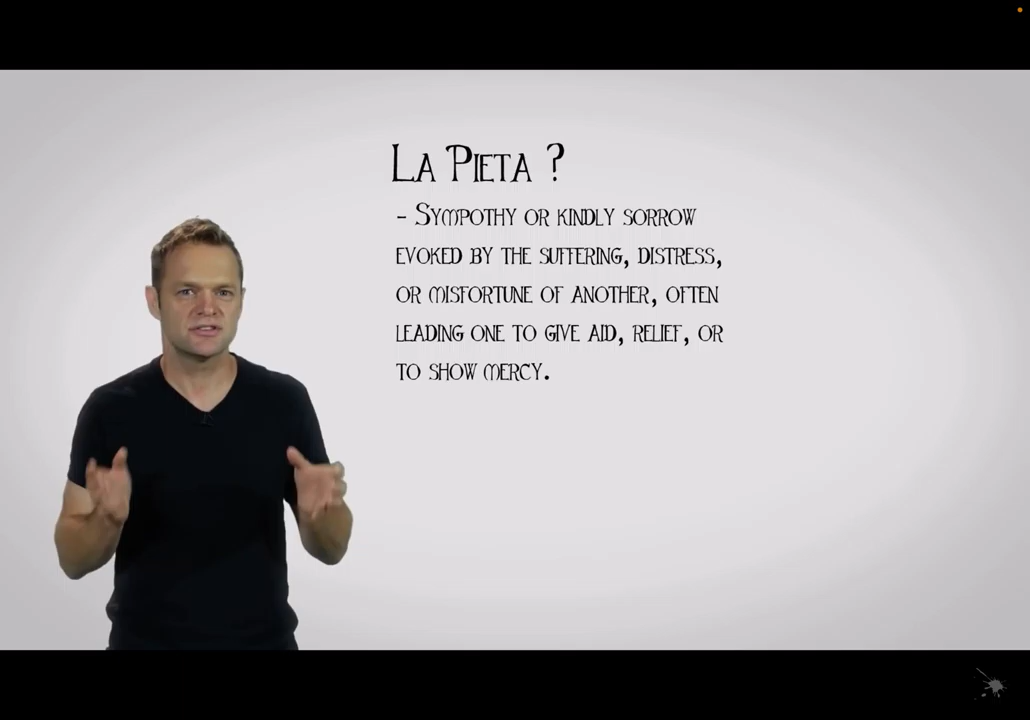 La Pieta ?
- Sympothy or kindly sorrow
evoked by the suffering, distress,
or misfortune of another, often
leading one to give aid, relief, or
to show mercy.